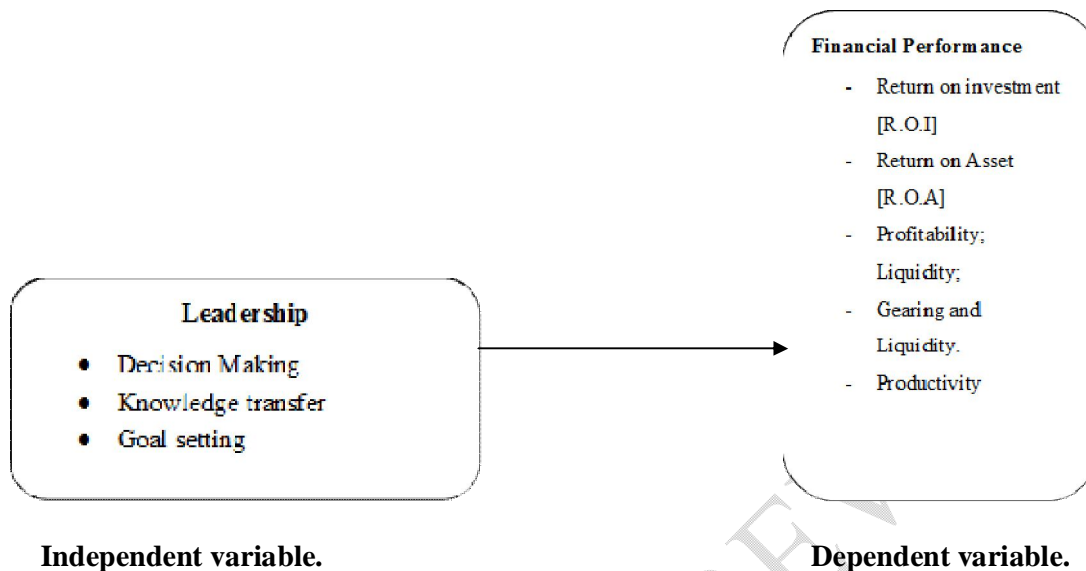 Financial Performance
- Return on investment
[R.O.I]
- Return on Asset
[R.O.A]
- Profitability;
Liquidity;
- Gearing and
Liquidity.
- Productivity
Leadership
● Decision Making
● Knowledge transfer
● Goal setting
Independent variable.
Dependent variable.